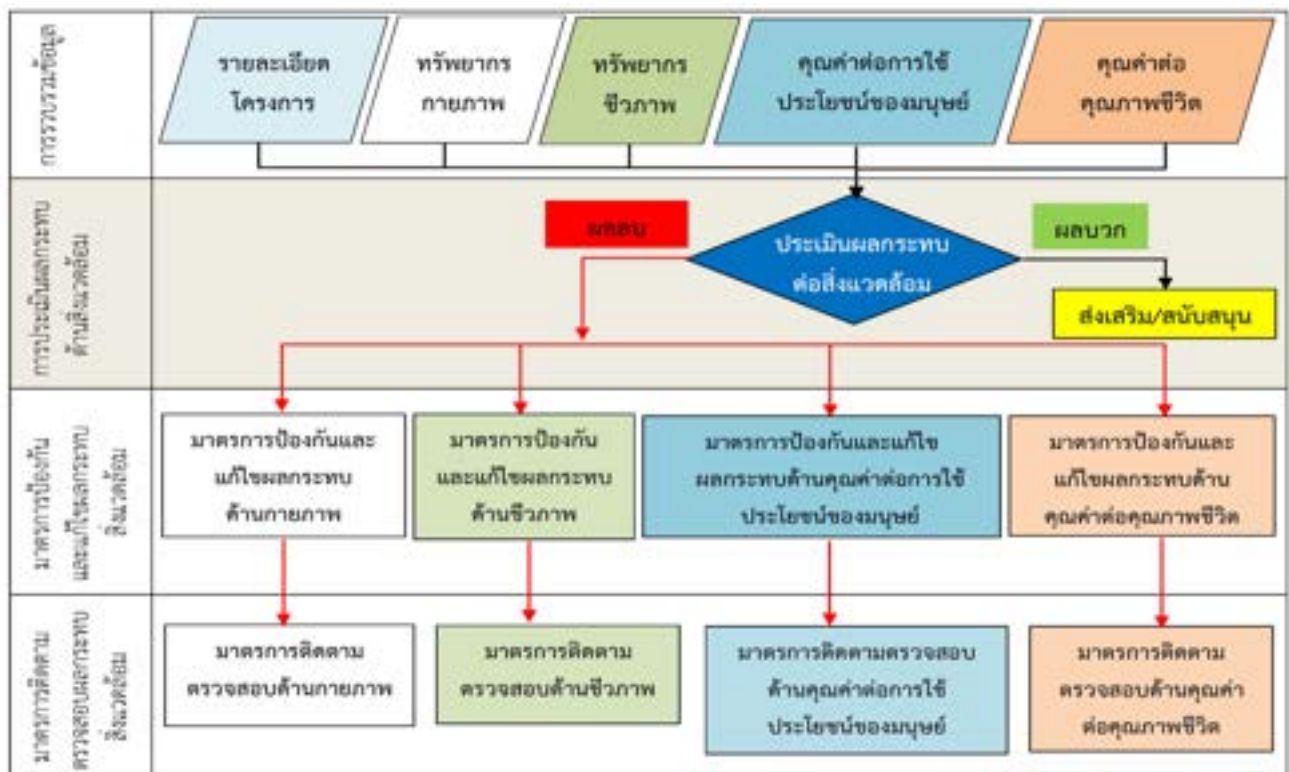 การรวบรวมข้อมูล
รายละเอียด
โครงการ
ทรัพยากร
กายภาพ
ทรัพยากร
ชีวภาพ
คุณค่าต่อการใช้
ประโยชน์ของมนุษย์
คุณค่าต่อ
คุณภาพชีวิต
การประเมินผลกระทบ
ด้านสิ่งแวดล้อม
ผลลบ
ประเมินผลกระทบ
ต่อสิ่งแวดล้อม
ผลบวก
ส่งเสริม/สนับสนุน
มาตรการป้องกัน
และแก้ไขผลกระทบ
สิ่งแวดล้อม
มาตรการป้องกันและ
แก้ไขผลกระทบ
ด้านกายภาพ
มาตรการป้องกัน
และแก้ไขผลกระทบ
ด้านชีวภาพ
มาตรการป้องกันและแก้ไข
ผลกระทบด้านคุณค่าต่อการใช้
ประโยชน์ของมนุษย์
มาตรการป้องกันและ
แก้ไขผลกระทบด้าน
คุณค่าต่อคุณภาพชีวิต
มาตรการติดตาม
ตรวจสอบผลกระทบ
สิ่งแวดล้อม
มาตรการติดตาม
ตรวจสอบด้านกายภาพ
มาตรการติดตาม
ตรวจสอบด้านชีวภาพ
มาตรการติดตามตรวจสอบ
ด้านคุณค่าต่อการใช้
ประโยชน์ของมนุษย์
มาตรการติดตาม
ตรวจสอบด้านคุณค่า
ต่อคุณภาพชีวิต